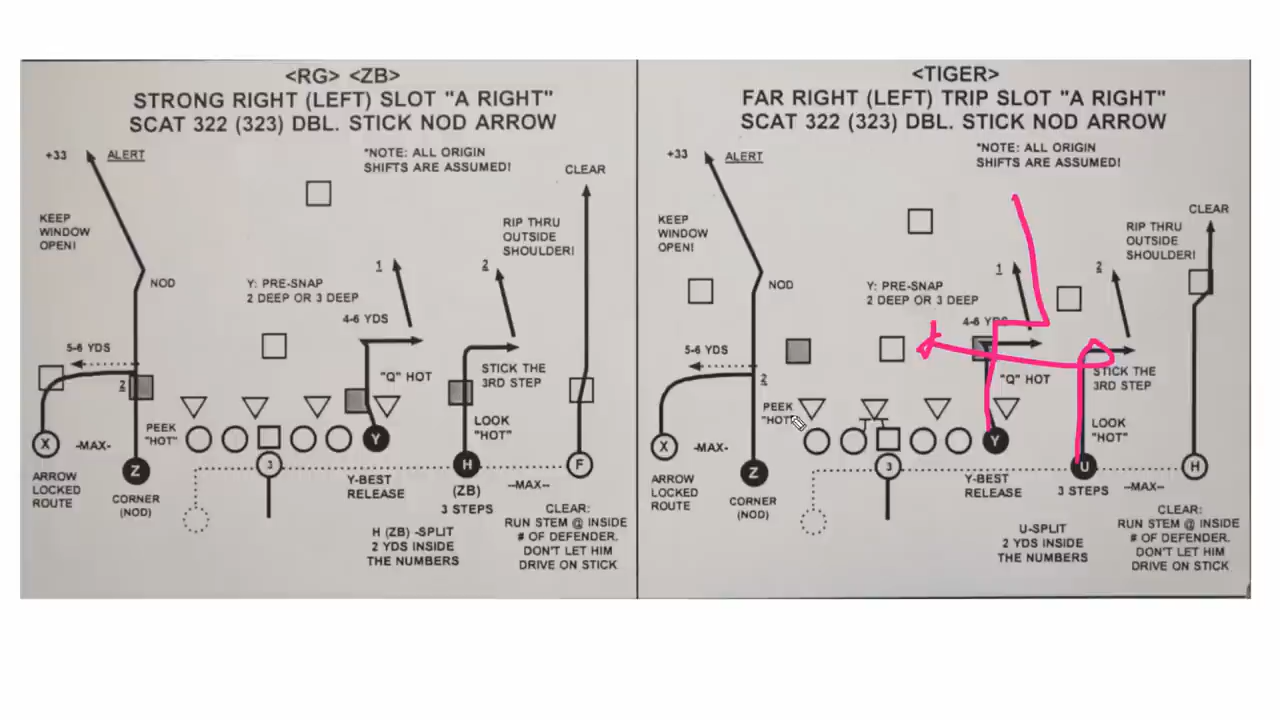 <RG> <ZB>
STRONG RIGHT (LEFT) SLOT "A RIGHT"
SCAT 322 (323) DBL. STICK NOD ARROW
+33
ALERT
*NOTE: ALL ORIGIN
SHIFTS ARE ASSUMED!
CLEAR
KEEP
WINDOW
OPEN!
RIP THRU
OUTSIDE
SHOULDER!
NOD
Y: PRE-SNAP
2 DEEP OR 3 DEEP
1
2
4-6 YDS
5-6 YDS
2
"Q" HOT
STICK THE
3RD STEP
PEEK
"HOT"
LOOK
"HOT"
X
-MAX-
Z
3
Y
H
F
ARROW
LOCKED
ROUTE
CORNER
(NOD)
Y-BEST
RELEASE
(ZB)
3 STEPS
--MAX--
H (ZB) -SPLIT
2 YDS INSIDE
THE NUMBERS
CLEAR:
RUN STEM @ INSIDE
# OF DEFENDER.
DON'T LET HIM
DRIVE ON STICK
<TIGER>
FAR RIGHT (LEFT) TRIP SLOT "A RIGHT"
SCAT 322 (323) DBL. STICK NOD ARROW
+33
ALERT
*NOTE: ALL ORIGIN
SHIFTS ARE ASSUMED!
CLEAR
KEEP
WINDOW
OPEN!
RIP THRU
OUTSIDE
SHOULDER!
NOD
Y: PRE-SNAP
2 DEEP OR 3 DEEP
1
2
4-6 YDS
5-6 YDS
2
"Q" HOT
STICK THE
3RD STEP
PEEK
"HOT"
LOOK
"HOT"
X
-MAX-
Z
3
Y
U
H
ARROW
LOCKED
ROUTE
CORNER
(NOD)
Y-BEST
RELEASE
3 STEPS
--MAX--
U-SPLIT
2 YDS INSIDE
THE NUMBERS
CLEAR:
RUN STEM @ INSIDE
# OF DEFENDER.
DON'T LET HIM
DRIVE ON STICK